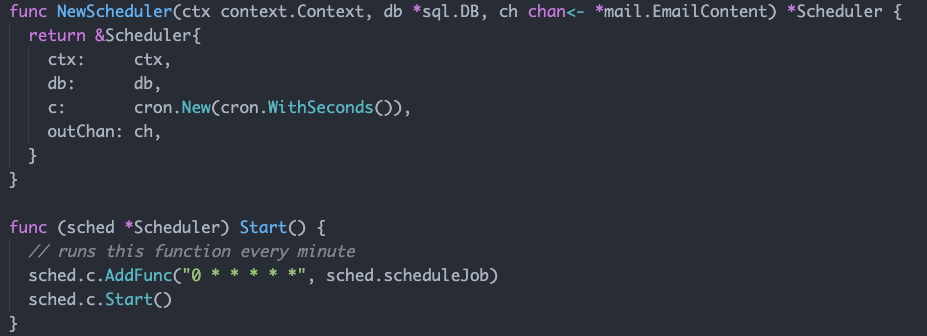 func NewScheduler(ctx context.Context, db *sql.DB, ch chan<- *mail.EmailContent) *Scheduler {
  return &Scheduler{
    ctx:     ctx,
    db:      db,
    c:       cron.New(cron.WithSeconds()),
    outChan: ch,
  }
}

func (sched *Scheduler) Start() {
  // runs this function every minute
  sched.c.AddFunc("0 * * * * *", sched.scheduleJob)
  sched.c.Start()
}